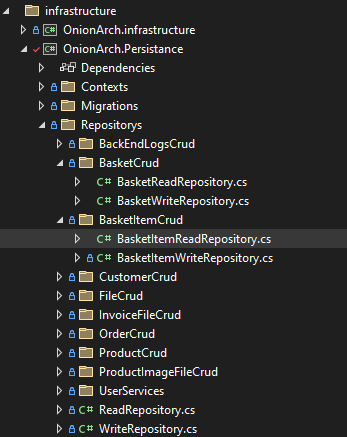 infrastructure
C# OnionArch.infrastructure
C# OnionArch.Persistance
Dependencies
Contexts
Migrations
Repositorys
BackEndLogsCrud
BasketCrud
C# BasketReadRepository.cs
C# BasketWriteRepository.cs
BasketItemCrud
C# BasketItemReadRepository.cs
C# BasketItemWriteRepository.cs
CustomerCrud
FileCrud
InvoiceFileCrud
OrderCrud
ProductCrud
ProductImageFileCrud
UserServices
C# ReadRepository.cs
C# WriteRepository.cs